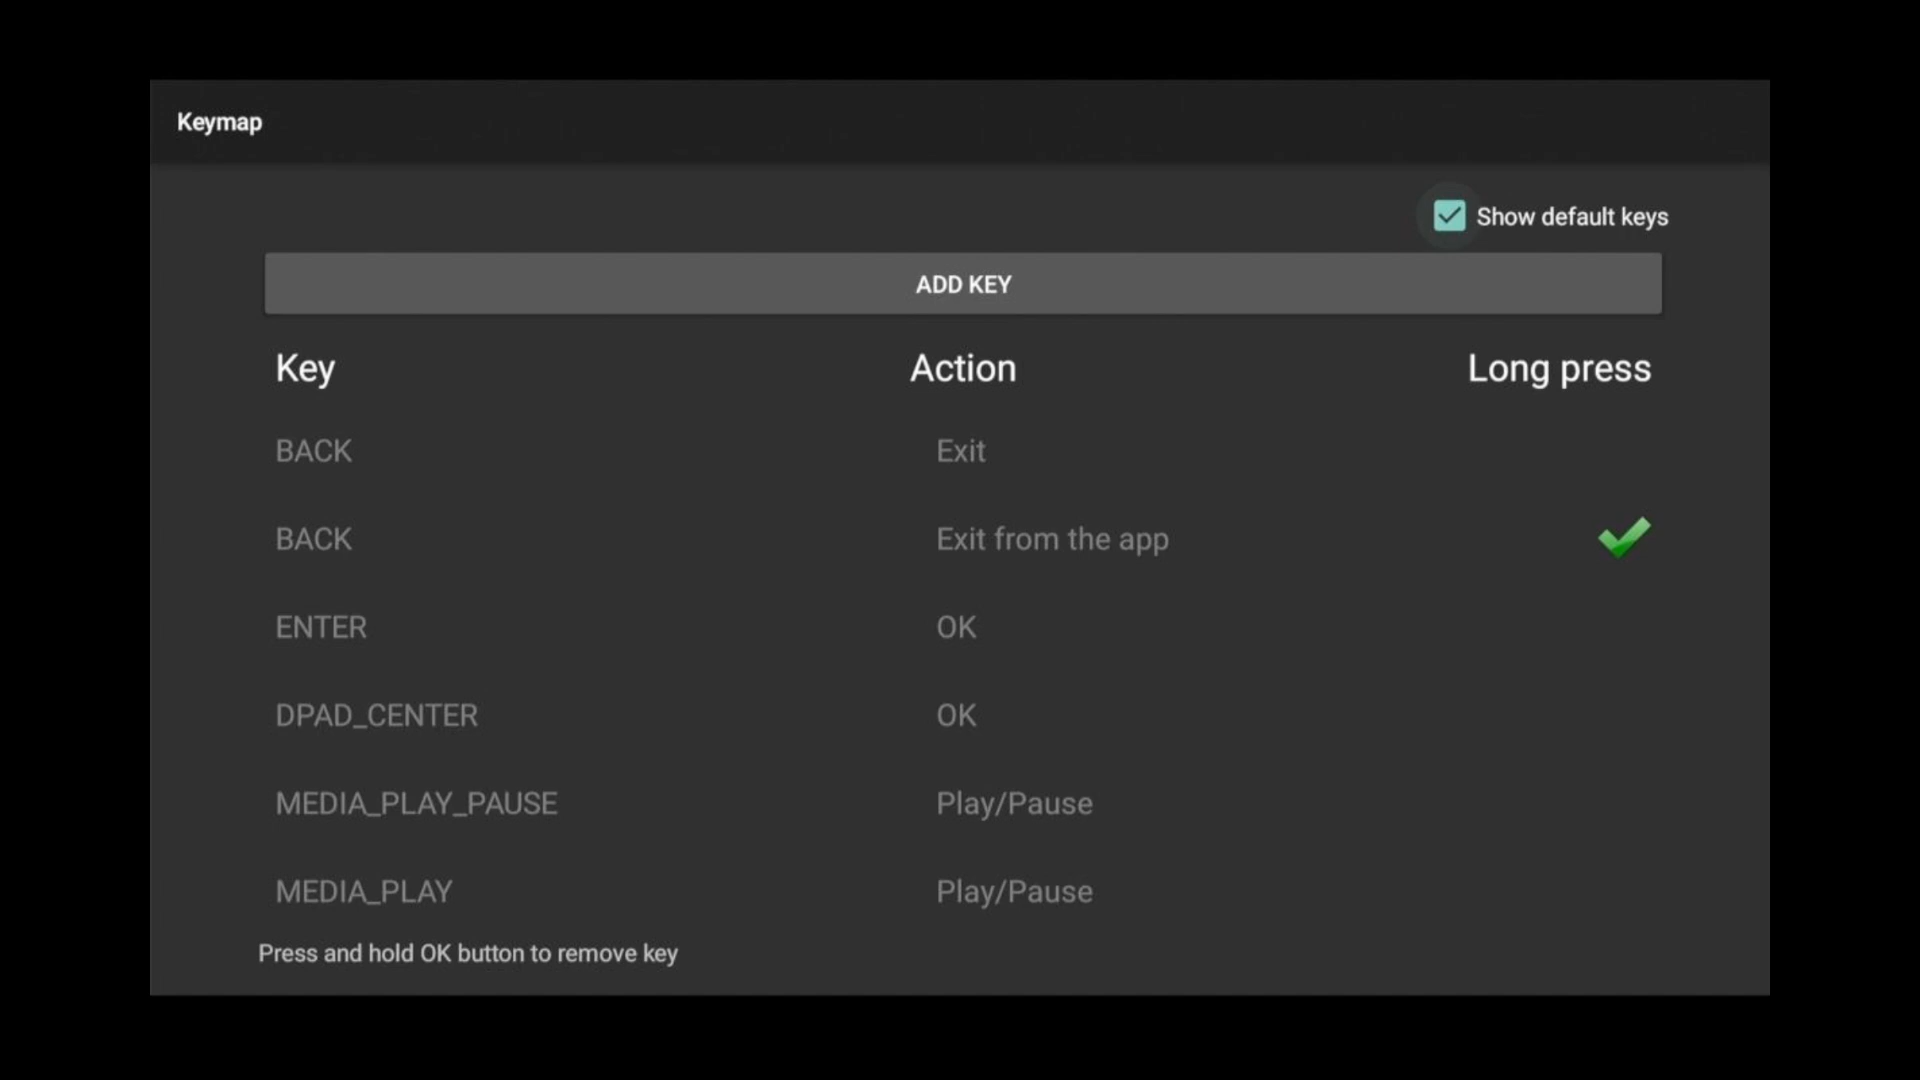 Keymap
Show default keys
ADD KEY
Key Action Long press
BACK Exit
BACK Exit from the app
ENTER OK
DPAD_CENTER OK
MEDIA_PLAY_PAUSE Play/Pause
MEDIA_PLAY Play/Pause
Press and hold OK button to remove key